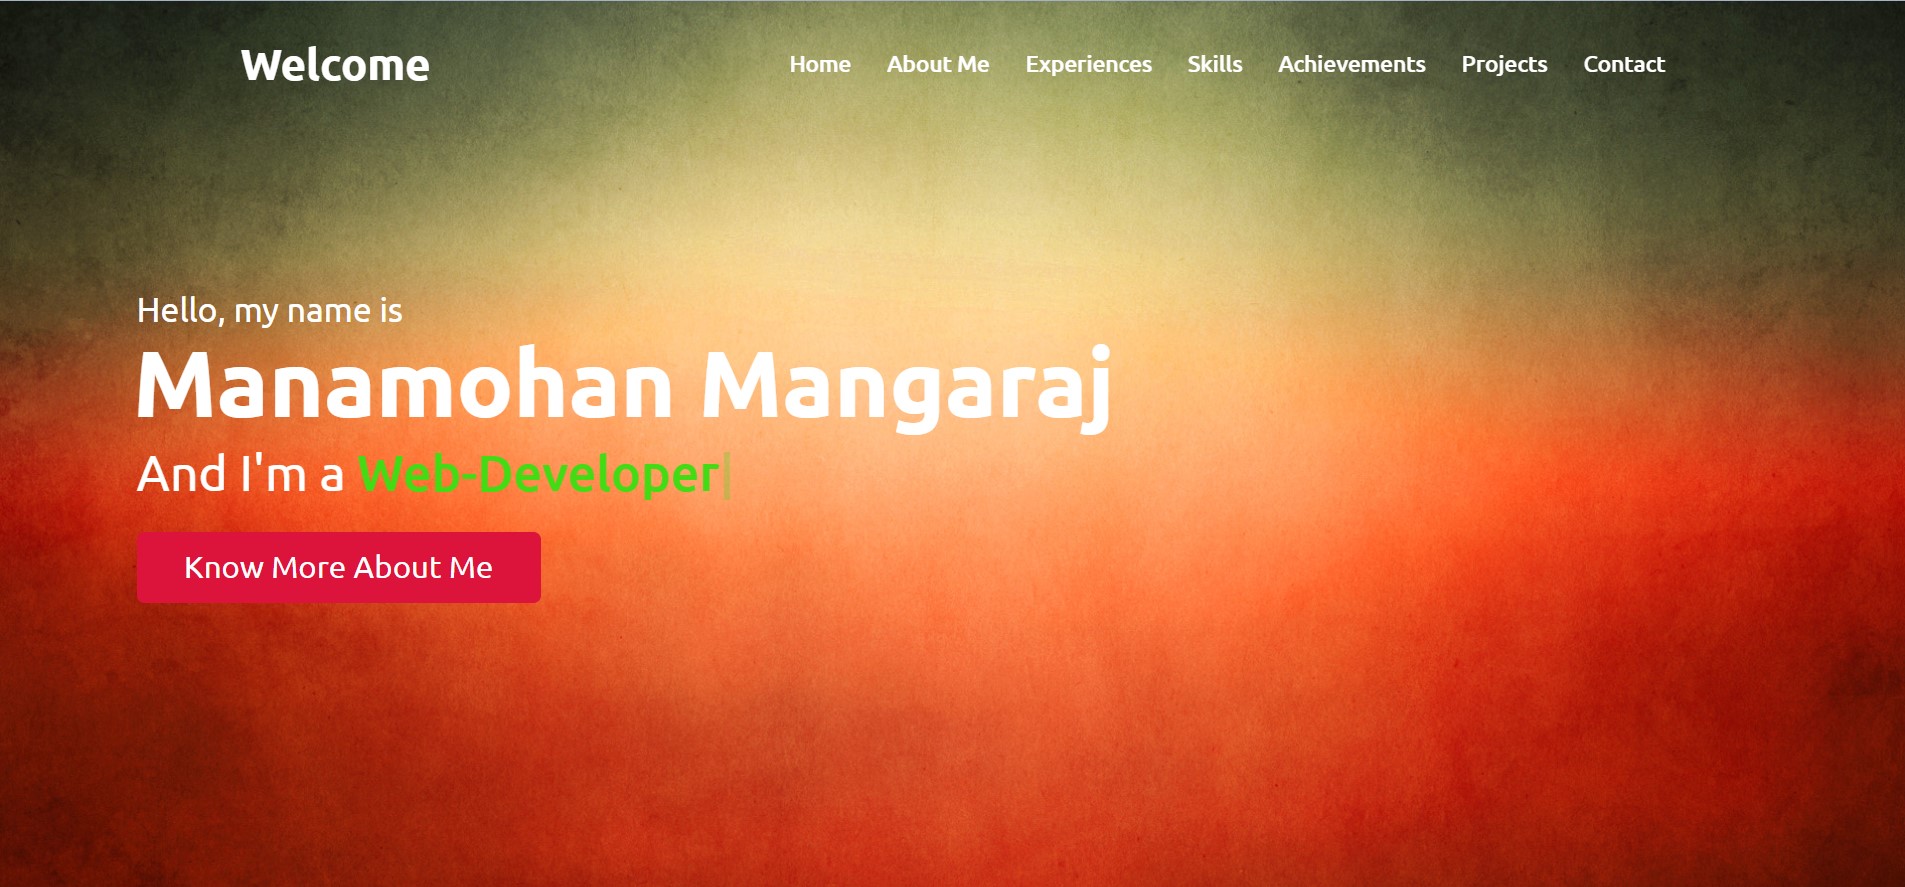 Welcome
Home About Me Experiences Skills Achievements Projects Contact
Hello, my name is
Manamohan Mangaraj
And I'm a Web-Developer
Know More About Me